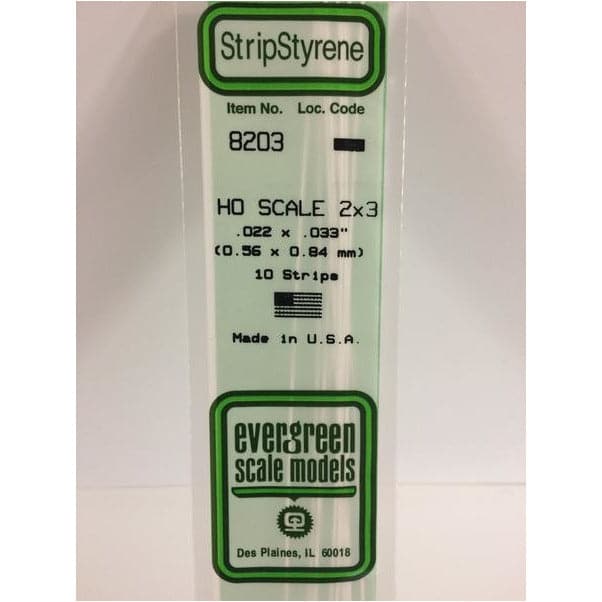 StripStyrene
Item No. Loc. Code
8203
HO SCALE 2x3
.022 x .033"
(0.56 x 0.84 mm)
10 Strips
Made in U.S.A.
evergreen
scale models
Des Plaines, IL 60018